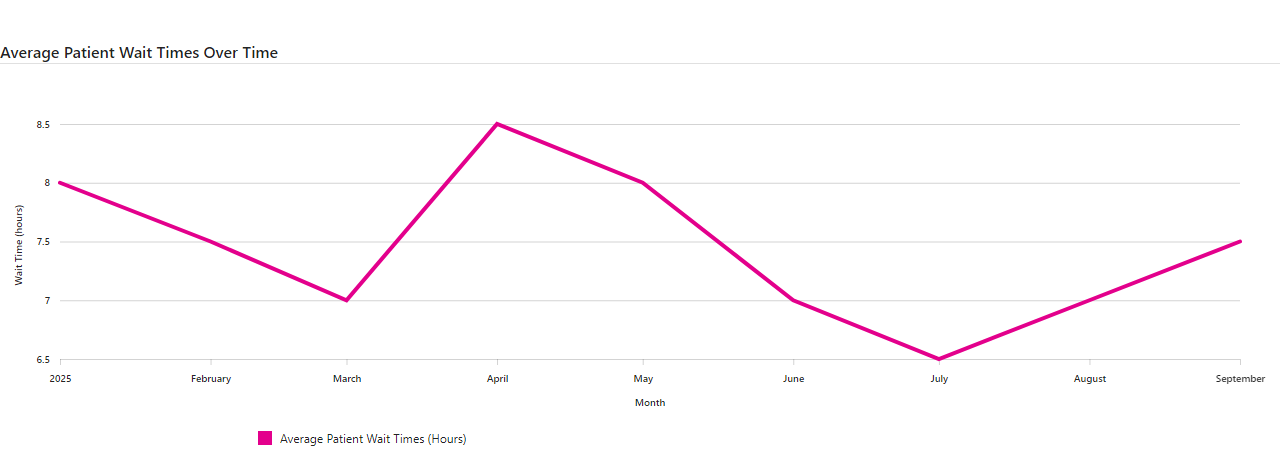 Average Patient Wait Times Over Time
8.5
8
7.5
7
6.5
Wait Time (hours)
2025 February March April May June July August September
Month
Average Patient Wait Times (Hours)